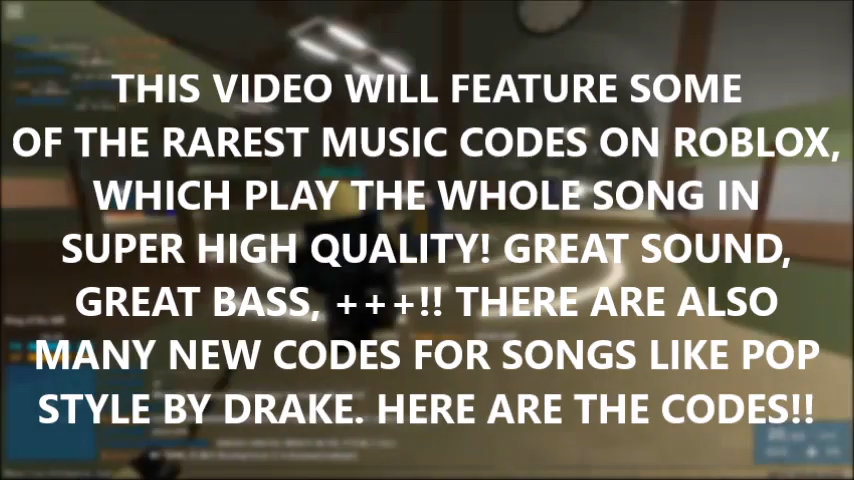 THIS VIDEO WILL FEATURE SOME
OF THE RAREST MUSIC CODES ON ROBLOX,
WHICH PLAY THE WHOLE SONG IN
SUPER HIGH QUALITY! GREAT SOUND,
GREAT BASS, +++!! THERE ARE ALSO
MANY NEW CODES FOR SONGS LIKE POP
STYLE BY DRAKE. HERE ARE THE CODES!!